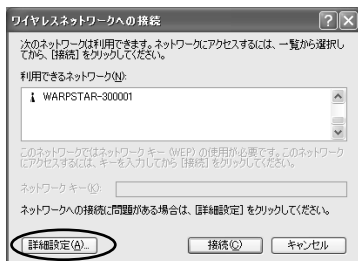 ワイヤレスネットワークへの接続
次のネットワークは利用できます。ネットワークにアクセスするには、一覧から選択し
てから、[接続] をクリックしてください。
利用できるネットワーク(N):
WARPSTAR-300001
このネットワークではネットワーク キー (WEP) の使用が必要です。このネットワーク
にアクセスするには、キーを入力してから [接続] をクリックしてください。
ネットワーク キー(K):
ネットワークへの接続に問題がある場合は、[詳細設定] をクリックしてください。
詳細設定(A)...
接続(C)
キャンセル